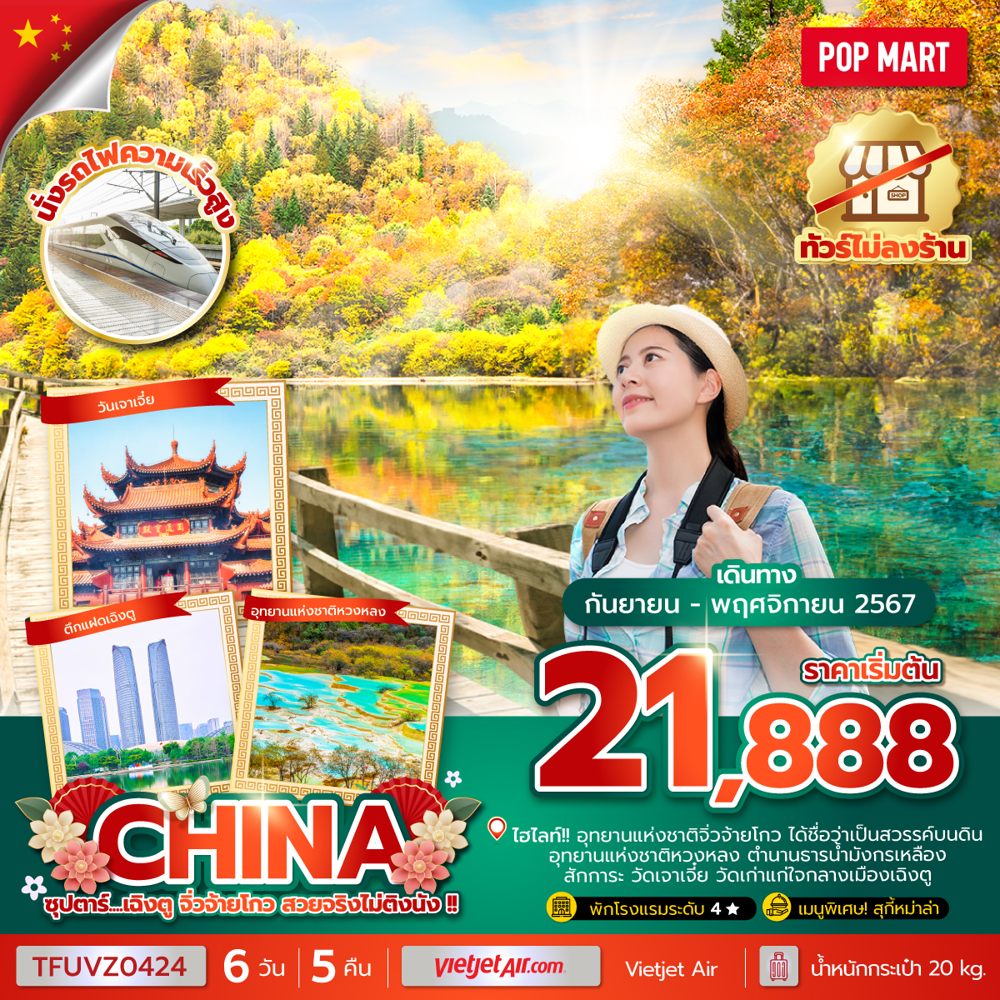 POP MART
นั่งรถไฟความเร็วสูง
SHOP
ทัวร์ไม่ลงร้าน
วันเจาเจี๋ย
ตึกแฝดเฉิงตู
อุทยานแห่งชาติหวงหลง
เดินทาง
กันยายน - พฤศจิกายน 2567
ราคาเริ่มต้น
21,888
CHINA
ซุปตาร์....เฉิงตู จิ่วจ้ายโกว สวยจริงไม่ติงนัง !!
ไฮไลท์!! อุทยานแห่งชาติจิ่วจ้ายโกว ได้ชื่อว่าเป็นสวรรค์บนดิน
อุทยานแห่งชาติหวงหลง ตำนานธารน้ำมังกรเหลือง
สักการะ วัดเจาเจี๋ย วัดเก่าแก่ใจกลางเมืองเฉิงตู
พักโรงแรมระดับ 4 ★
เมนูพิเศษ! สุกี้หม่าล่า
TFUVZ0424
6 วัน
5 คืน
vietjetAir.com
Vietjet Air
น้ำหนักกระเป๋า 20 kg.